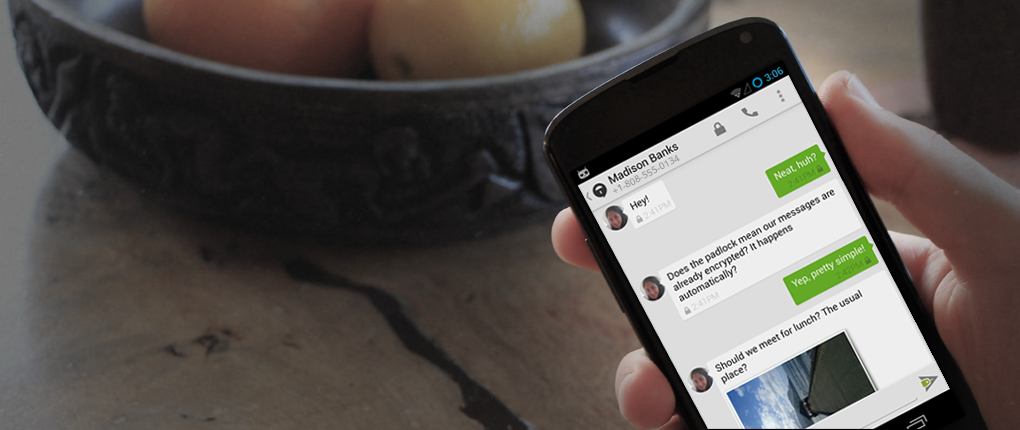 3:06
Madison Banks
+1-808-555-0134
Hey!
2:41PM
Neat, huh?
2:41PM
Does the padlock mean our messages are
already encrypted? It happens
automatically?
2:41PM
Yep, pretty simple!
2:42PM
Should we meet for lunch? The usual
place?